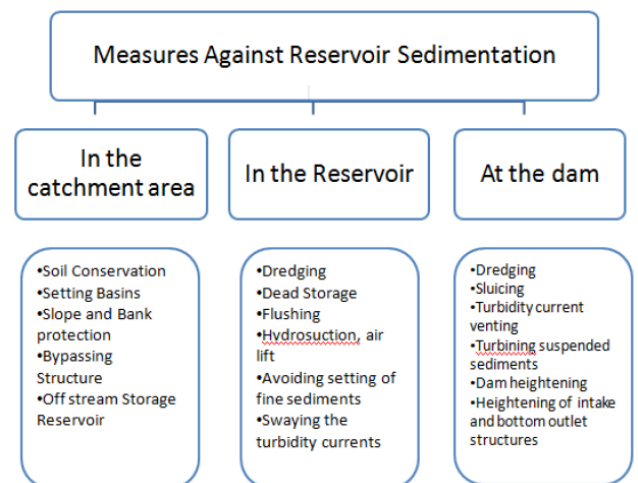 Measures Against Reservoir Sedimentation
In the
catchment area
In the Reservoir
At the dam
•Soil Conservation
•Setting Basins
•Slope and Bank
protection
•Bypassing
Structure
•Off stream Storage
Reservoir
•Dredging
•Dead Storage
•Flushing
•Hydrosuction, air
lift
•Avoiding setting of
fine sediments
•Swaying the
turbidity currents
•Dredging
•Sluicing
•Turbidity current
venting
•Turbining suspended
sediments
•Dam heightening
•Heightening of intake
and bottom outlet
structures